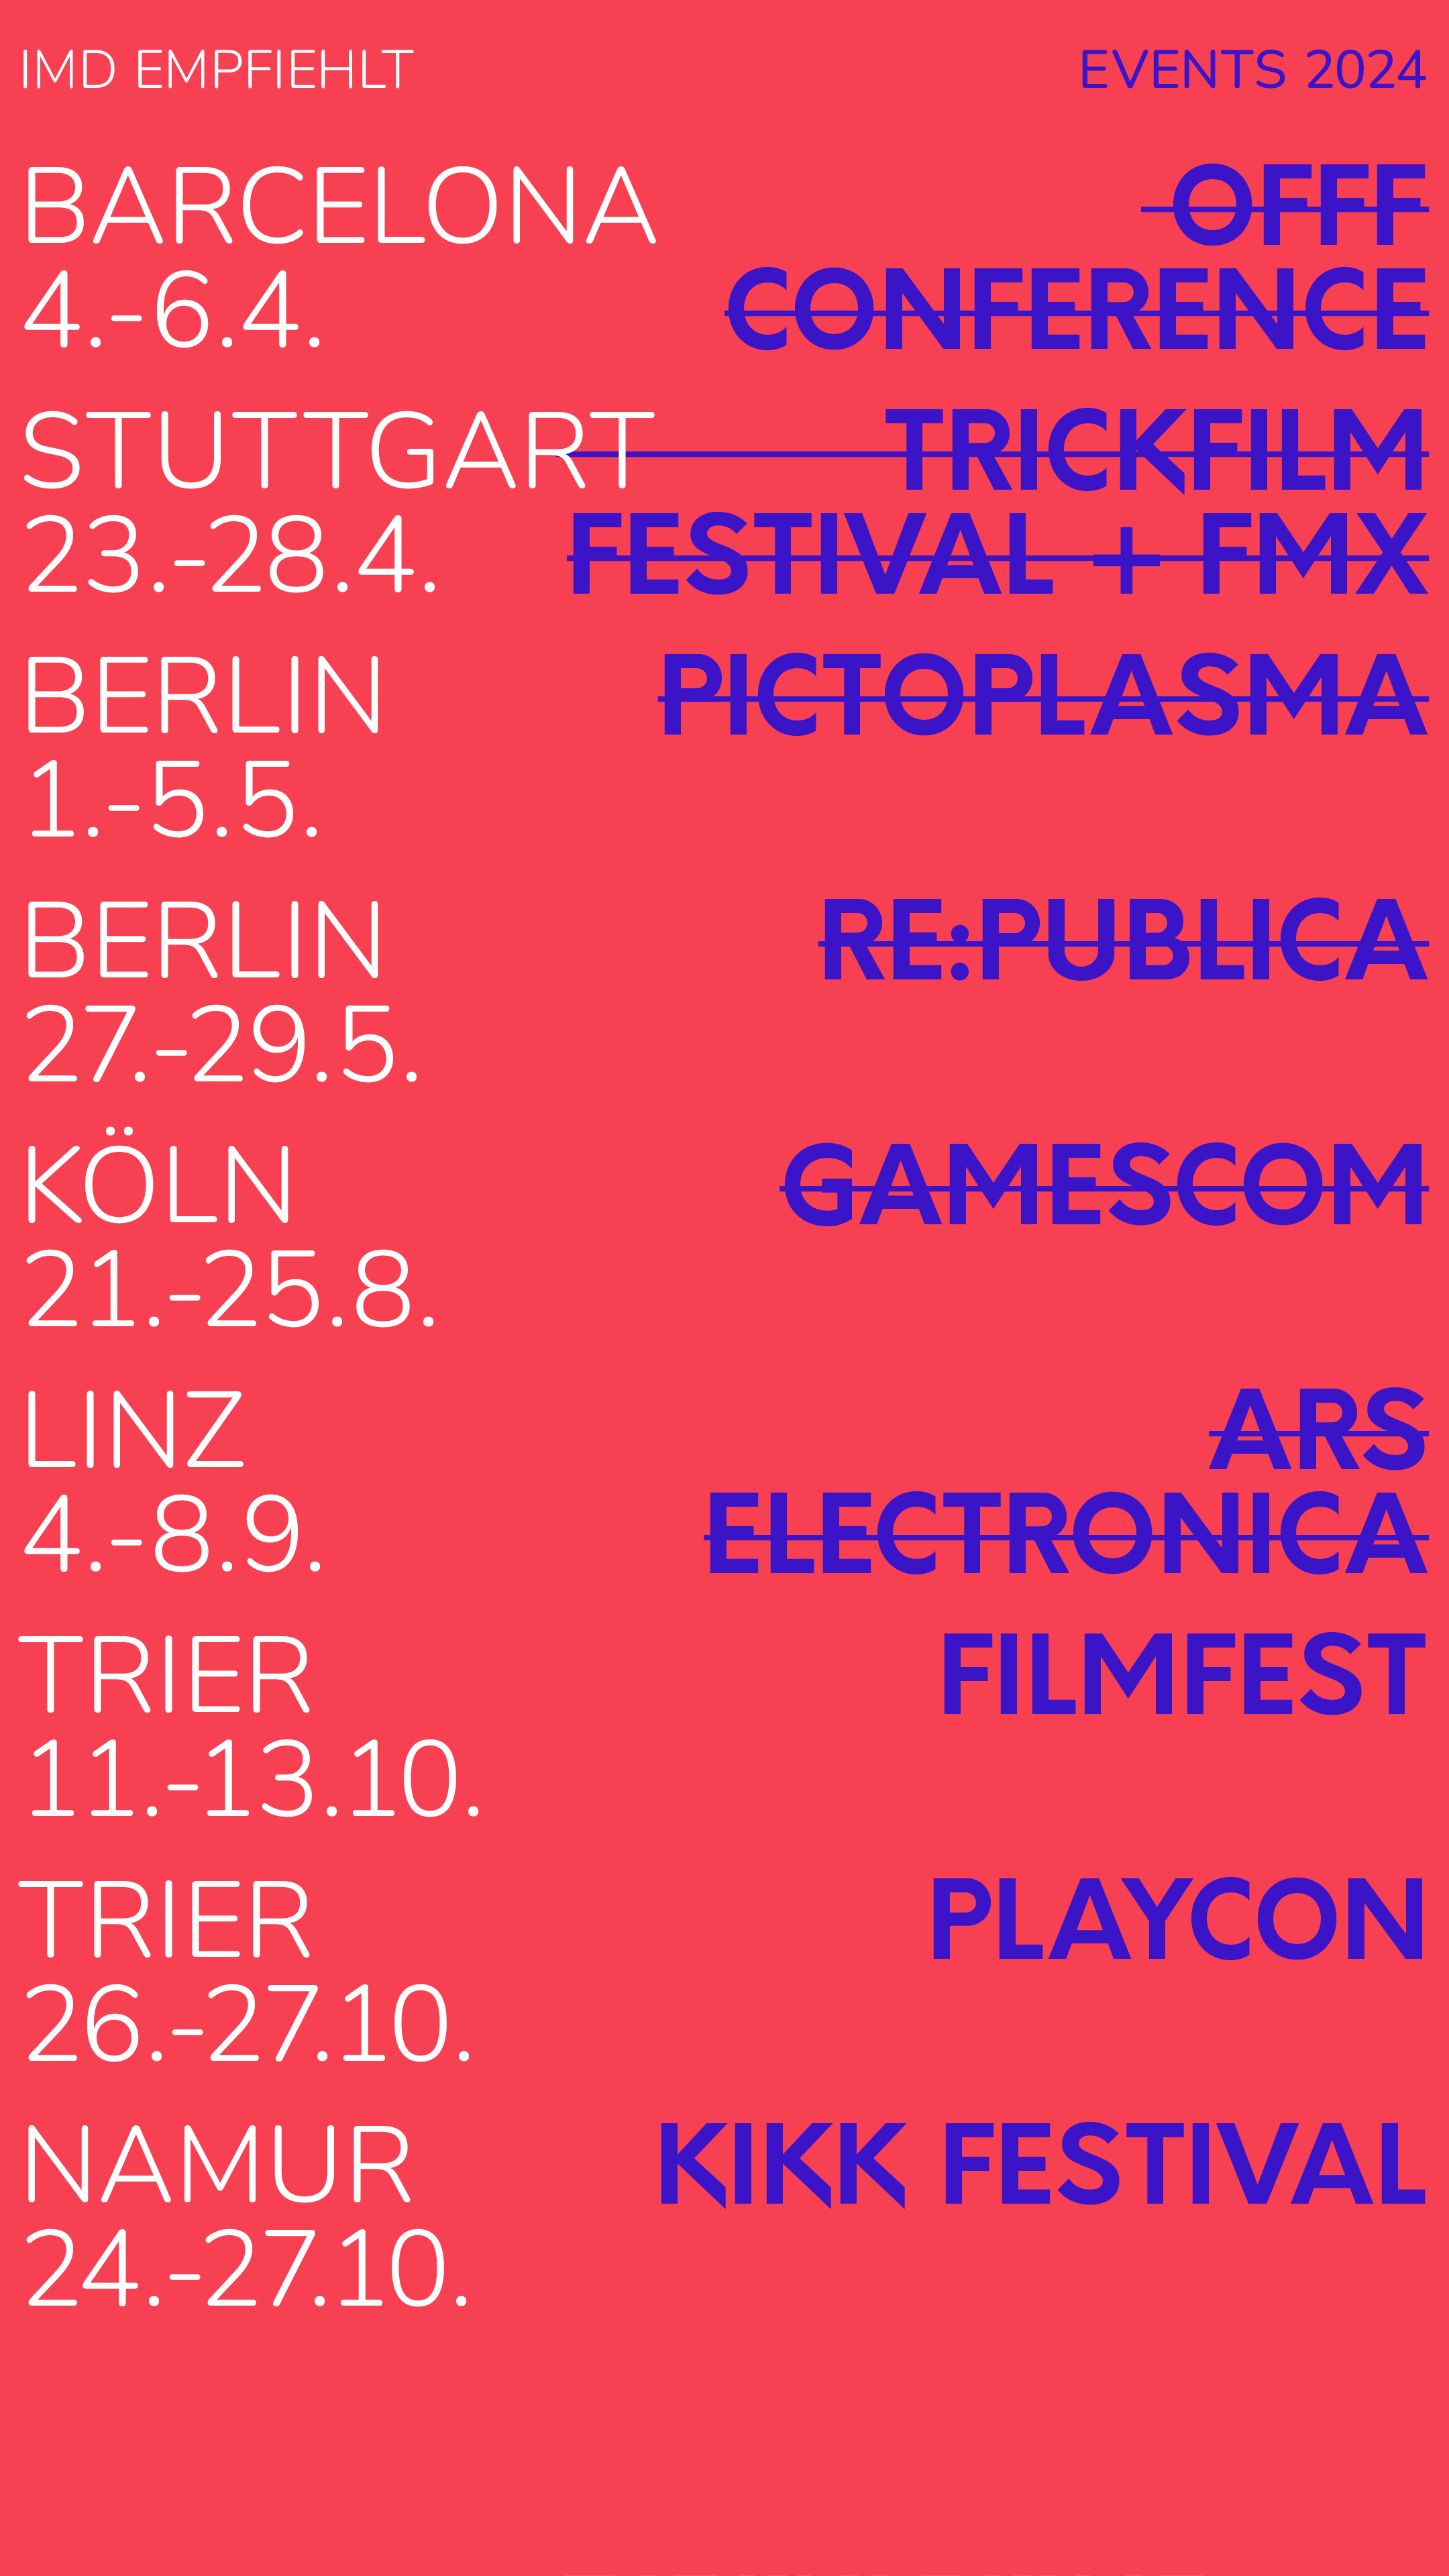 IMD EMPFIEHLT EVENTS 2024
BARCELONA OFFF
4.-6.4. CONFERENCE
STUTTGART TRICKFILM
23.-28.4. FESTIVAL + FMX
BERLIN PICTOPLASMA
1.-5.5.
BERLIN RE:PUBLICA
27.-29.5.
KÖLN GAMESCOM
21.-25.8.
LINZ ARS
4.-8.9. ELECTRONICA
TRIER FILMFEST
11.-13.10.
TRIER PLAYCON
26.-27.10.
NAMUR KIKK FESTIVAL
24.-27.10.